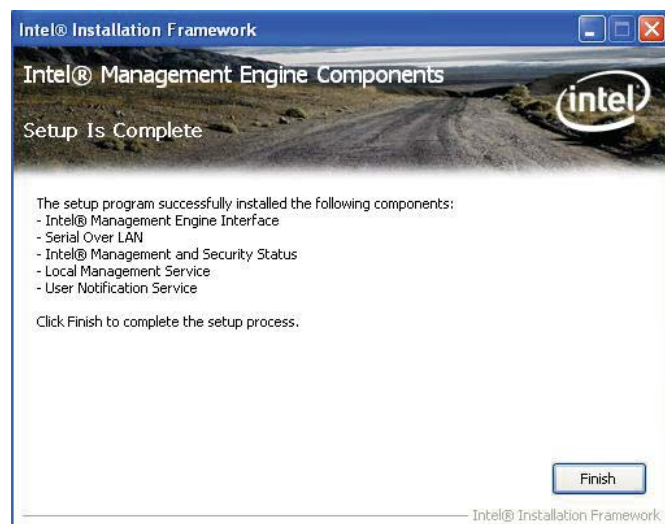 Intel® Installation Framework
Intel® Management Engine Components
intel
Setup Is Complete
The setup program successfully installed the following components:
- Intel® Management Engine Interface
- Serial Over LAN
- Intel® Management and Security Status
- Local Management Service
- User Notification Service
Click Finish to complete the setup process.
Finish
Intel® Installation Framework